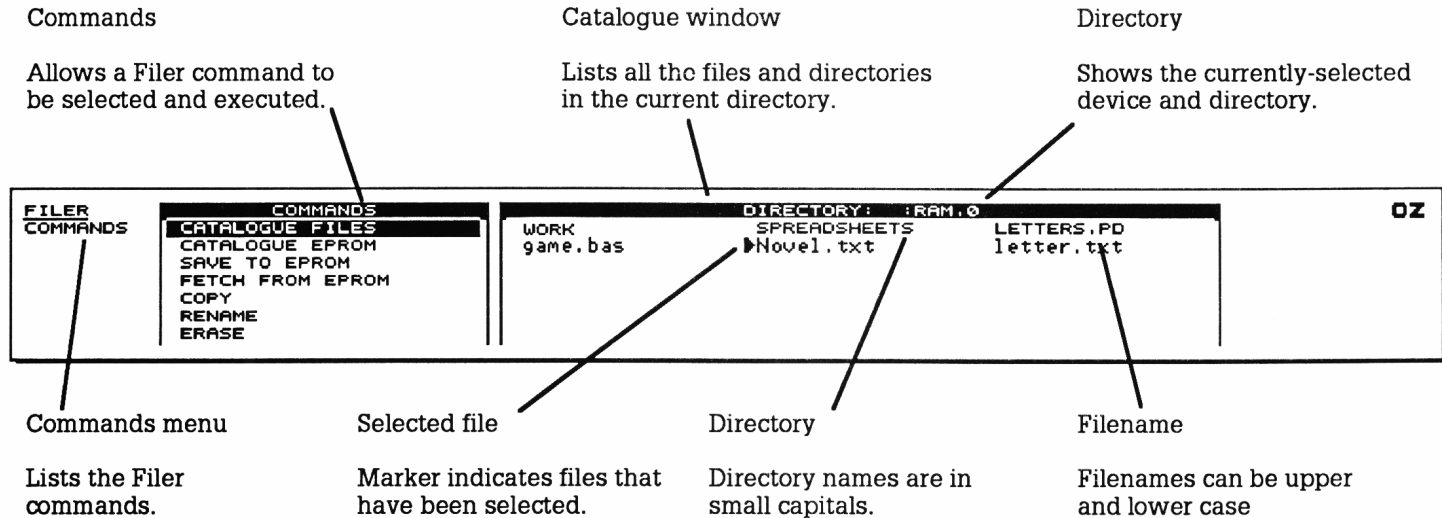 Commands
Allows a Filer command to
be selected and executed.
Catalogue window
Lists all the files and directories
in the current directory.
Directory
Shows the currently-selected
device and directory.
FILER
COMMANDS
COMMANDS
CATALOGUE FILES
CATALOGUE EPROM
SAVE TO EPROM
FETCH FROM EPROM
COPY
RENAME
ERASE
DIRECTORY: :RAM.0
WORK SPREADSHEETS LETTERS.PD
game.bas Novel.txt letter.txt
OZ
Commands menu
Lists the Filer
commands.
Selected file
Marker indicates files that
have been selected.
Directory
Directory names are in
small capitals.
Filename
Filenames can be upper
and lower case